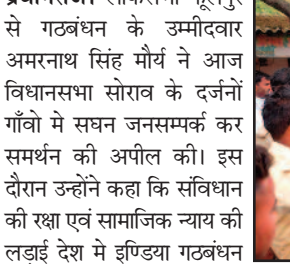 प्रयागराज। लोकसभा फूलपुर
से गठबंधन के उम्मीदवार
अमरनाथ सिंह मौर्य ने आज
विधानसभा सोराव के दर्जनों
गाँवो मे सघन जनसम्पर्क कर
समर्थन की अपील की। इस
दौरान उन्होंने कहा कि संविधान
की रक्षा एवं सामाजिक न्याय की
लड़ाई देश मे इण्डिया गठबंधन